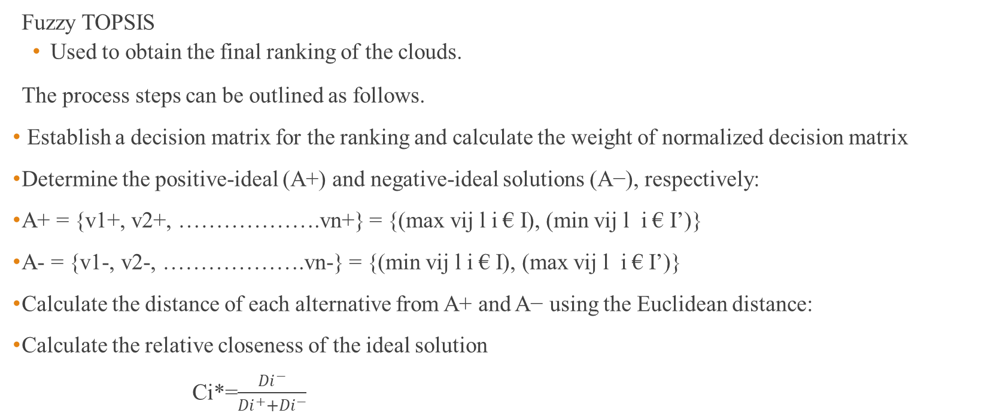 Fuzzy TOPSIS
• Used to obtain the final ranking of the clouds.
The process steps can be outlined as follows.
• Establish a decision matrix for the ranking and calculate the weight of normalized decision matrix
•Determine the positive-ideal (A+) and negative-ideal solutions (A−), respectively:
•A+ = {v1+, v2+, ………………….vn+} = {(max vij l i € I), (min vij l  i € I’)}
•A- = {v1-, v2-, ………………….vn-} = {(min vij l i € I), (max vij l  i € I’)}
•Calculate the distance of each alternative from A+ and A− using the Euclidean distance:
•Calculate the relative closeness of the ideal solution
Di⁻
Ci*=
Di⁺+Di⁻